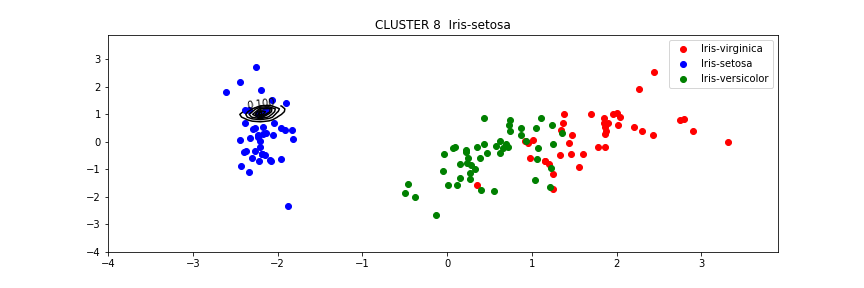 CLUSTER 8  Iris-setosa
Iris-virginica
Iris-setosa
Iris-versicolor
3
2
1
0
−1
−2
−3
−4
−4 −3 −2 −1 0 1 2 3